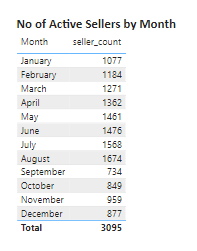 No of Active Sellers by Month
Month seller_count
January 1077
February 1184
March 1271
April 1362
May 1461
June 1476
July 1568
August 1674
September 734
October 849
November 959
December 877
Total 3095